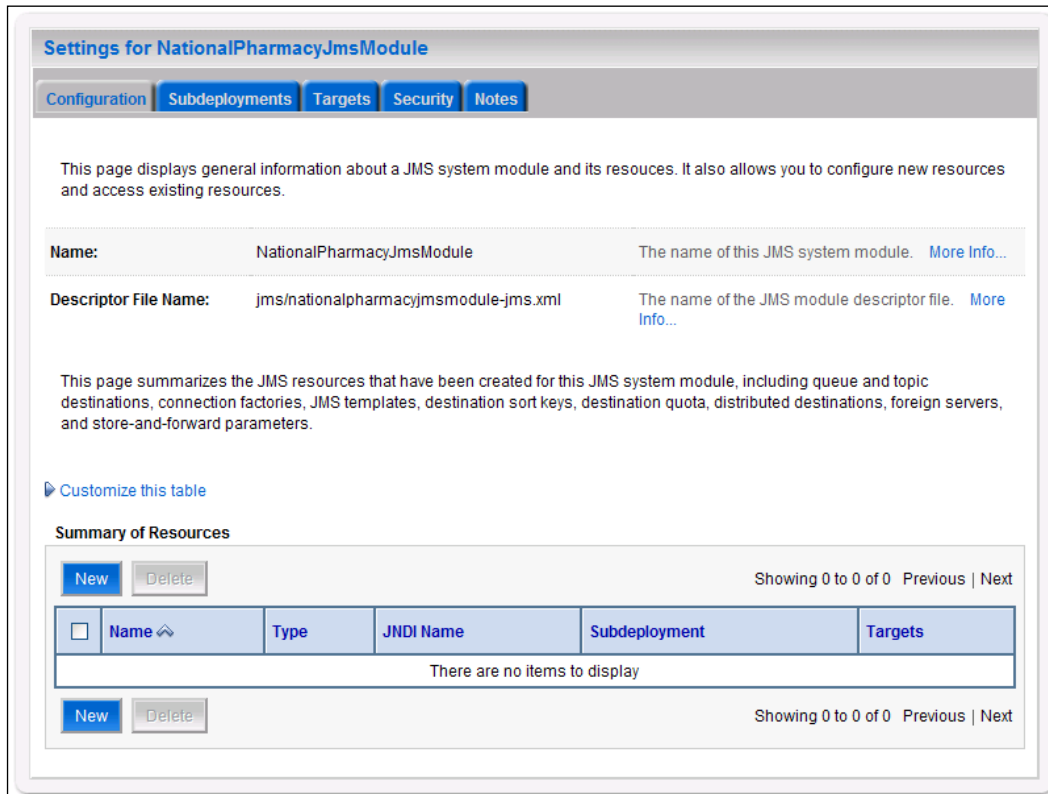 Settings for NationalPharmacyJmsModule
Configuration Subdeployments Targets Security Notes
This page displays general information about a JMS system module and its resouces. It also allows you to configure new resources
and access existing resources.
Name: NationalPharmacyJmsModule The name of this JMS system module. More Info...
Descriptor File Name: jms/nationalpharmacyjmsmodule-jms.xml The name of the JMS module descriptor file. More
Info...
This page summarizes the JMS resources that have been created for this JMS system module, including queue and topic
destinations, connection factories, JMS templates, destination sort keys, destination quota, distributed destinations, foreign servers,
and store-and-forward parameters.
Customize this table
Summary of Resources
New Delete Showing 0 to 0 of 0 Previous | Next
Name Type JNDI Name Subdeployment Targets
There are no items to display
New Delete Showing 0 to 0 of 0 Previous | Next